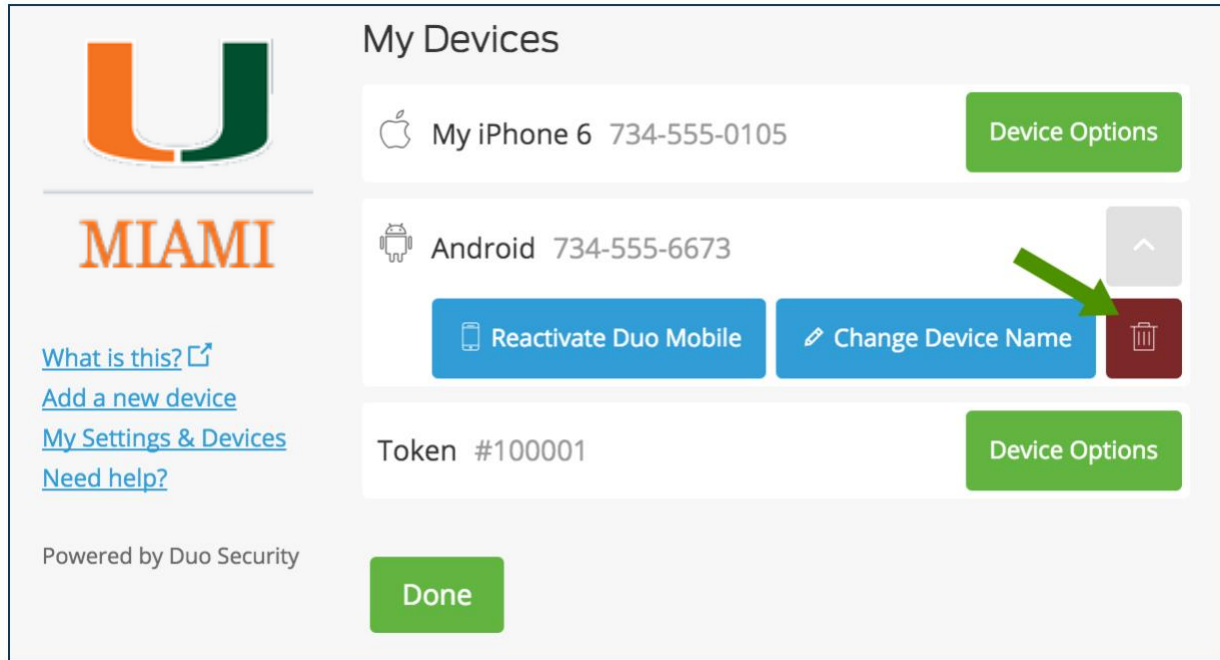 U
MIAMI
What is this?
Add a new device
My Settings & Devices
Need help?
Powered by Duo Security
My Devices
My iPhone 6 734-555-0105 Device Options
Android 734-555-6673
Reactivate Duo Mobile Change Device Name
Token #100001 Device Options
Done